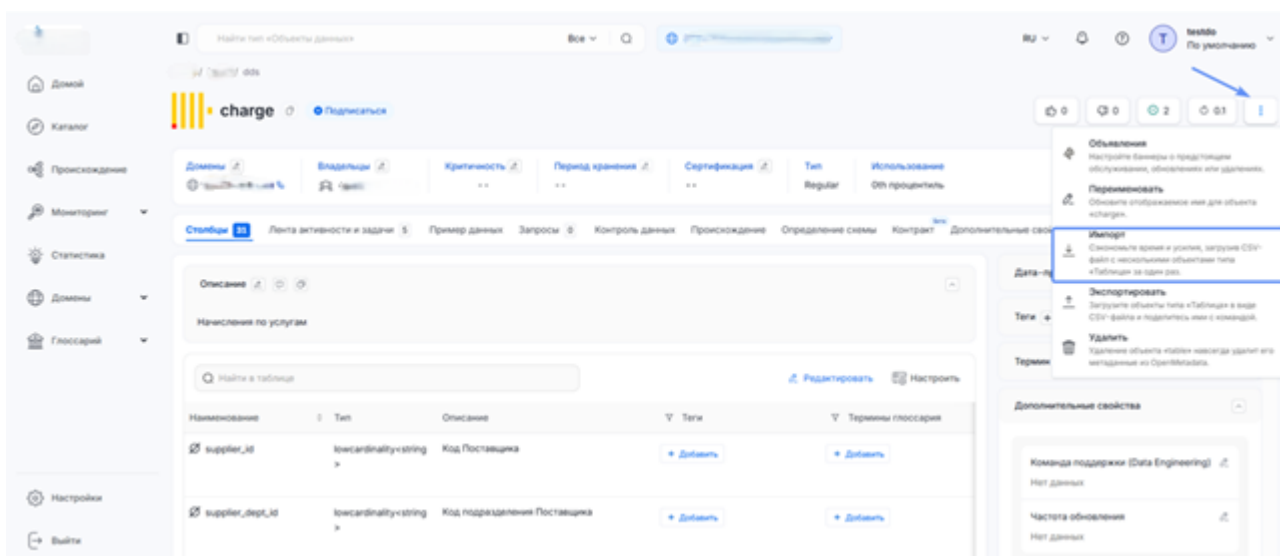 Найти тип «Объекты данных»
Все
RU
T
testdo
По умолчанию
/ dds
charge
Подписаться
0
0
2
0.1
Домой
Каталог
Происхождение
Мониторинг
Статистика
Домены
Глоссарий
Настройки
Выйти
Домены
Владельцы
Критичность
Период хранения
Сертификация
Тип
Использование
--
--
--
Regular
0th процентиль
Столбцы 31
Лента активности и задачи 5
Пример данных
Запросы 0
Контроль данных
Происхождение
Определение схемы
Контракт
Beta
Дополнительные свой
Описание
Начисления по услугам
Найти в таблице
Редактировать
Настроить
Наименование
Тип
Описание
Теги
Термины глоссария
supplier_id
lowcardinality<string
>
Код Поставщика
+ Добавить
+ Добавить
supplier_dept_id
lowcardinality<string
>
Код подразделения Поставщика
+ Добавить
+ Добавить
Объявления
Настройте баннеры о предстоящем
обслуживании, обновлениях или удалениях.
Переименовать
Обновите отображаемое имя для объекта
«charge».
Импорт
Сэкономьте время и усилия, загрузив CSV-
файл с несколькими объектами типа
«Таблица» за один раз.
Экспортировать
Загрузите объекты типа «Таблица» в виде
CSV-файла и поделитесь ими с командой.
Удалить
Удаление объекта «table» навсегда удалит его
метаданные из OpenMetadata.
Дата-п
Теги +
Термин
Дополнительные свойства
Команда поддержки (Data Engineering)
Нет данных
Частота обновления
Нет данных